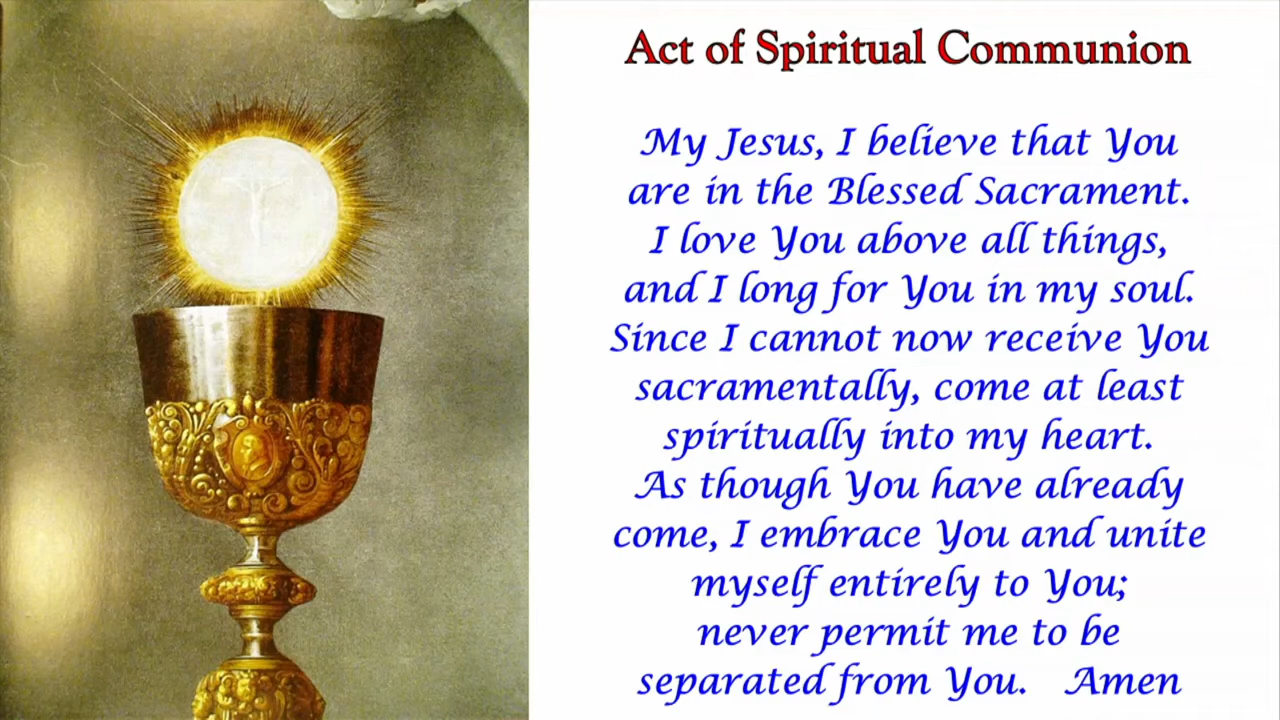 Act of Spiritual Communion
My Jesus, I believe that You
are in the Blessed Sacrament.
I love You above all things,
and I long for You in my soul.
Since I cannot now receive You
sacramentally, come at least
spiritually into my heart.
As though You have already
come, I embrace You and unite
myself entirely to You;
never permit me to be
separated from You. Amen